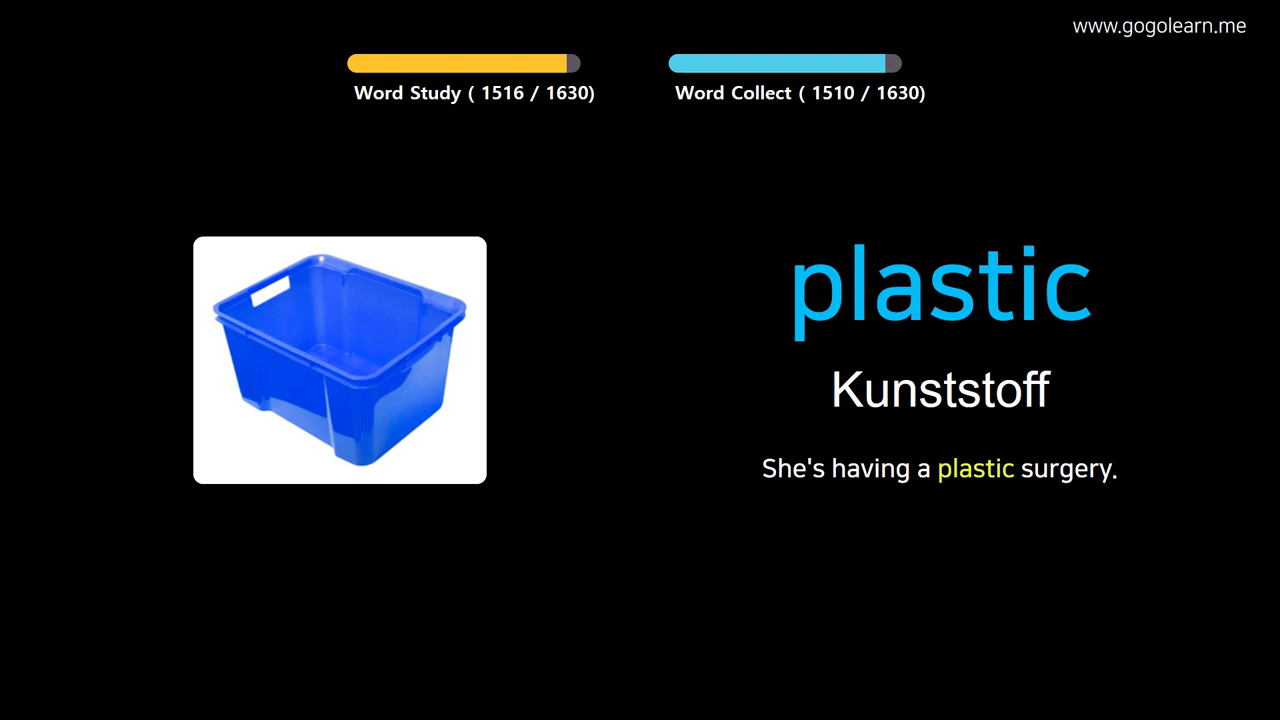 www.gogolearn.me
Word Study ( 1516 / 1630)
Word Collect ( 1510 / 1630)
plastic
Kunststoff
She's having a plastic surgery.